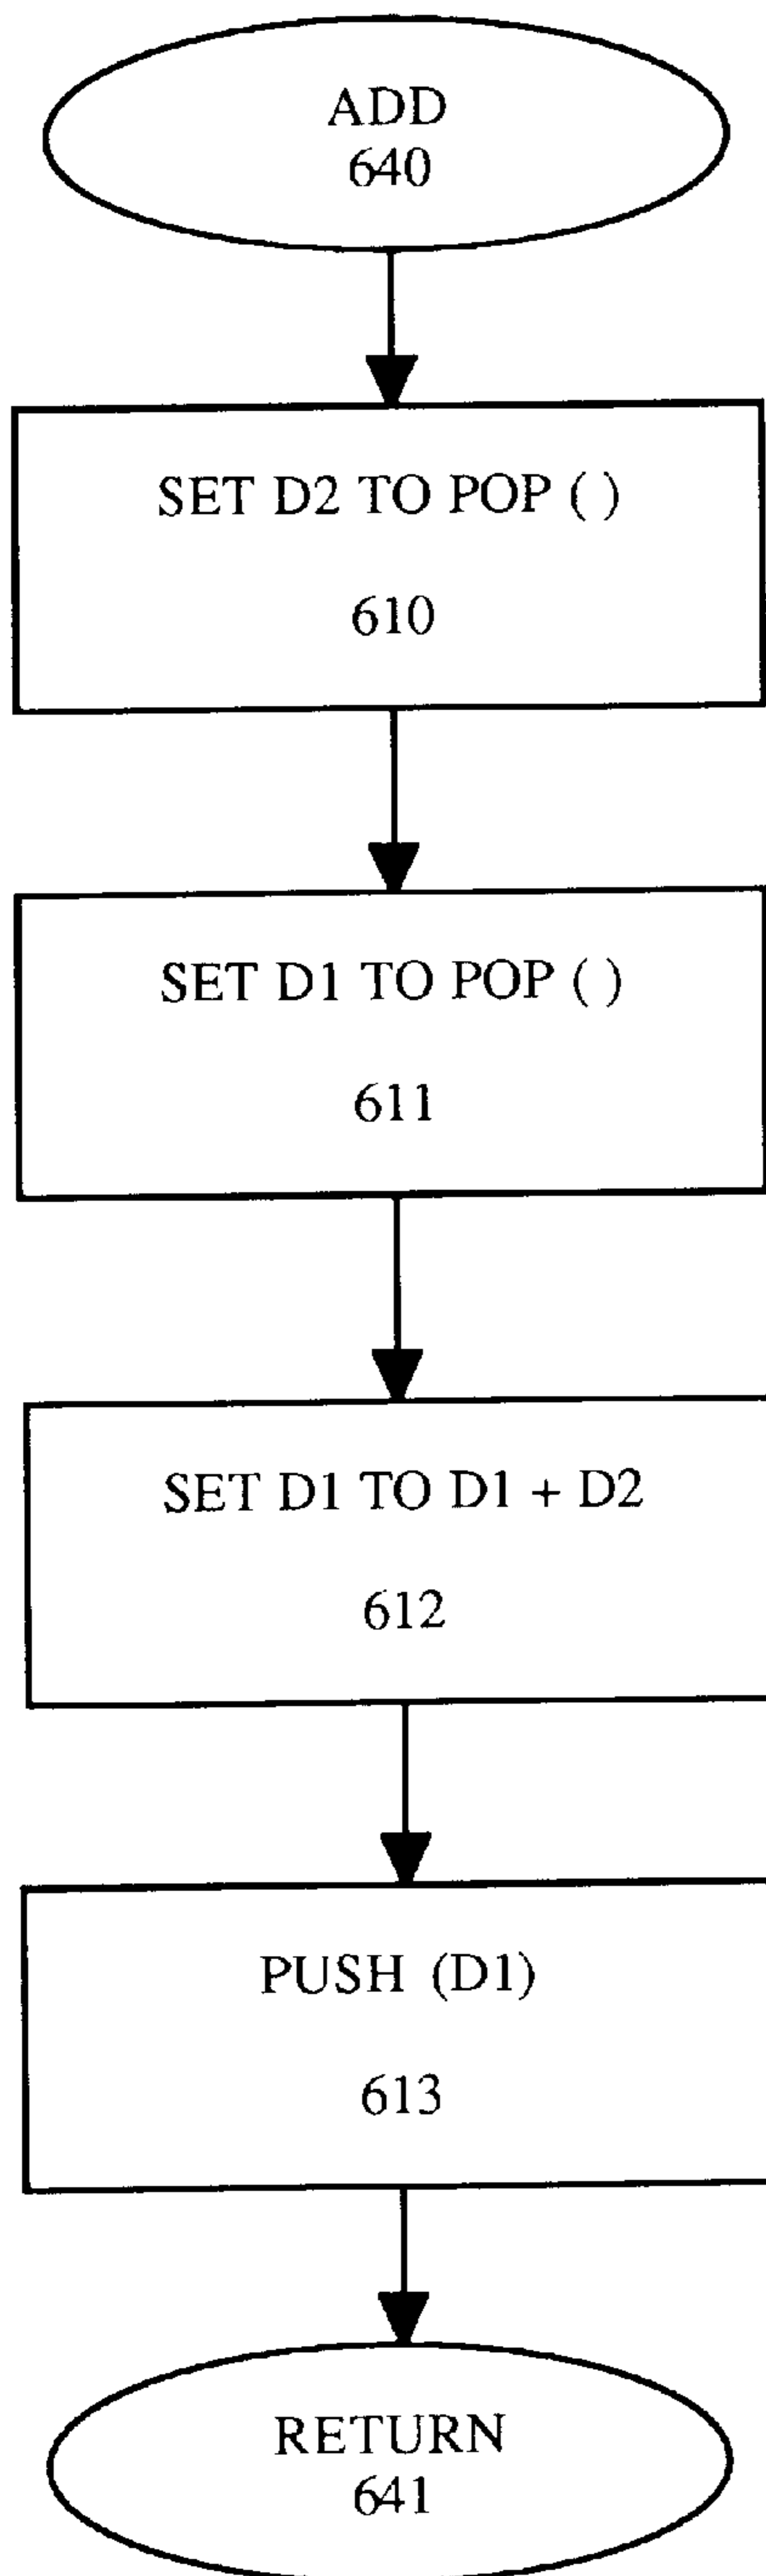 ADD
640
SET D2 TO POP ( )
610
SET D1 TO POP ( )
611
SET D1 TO D1 + D2
612
PUSH (D1)
613
RETURN
641